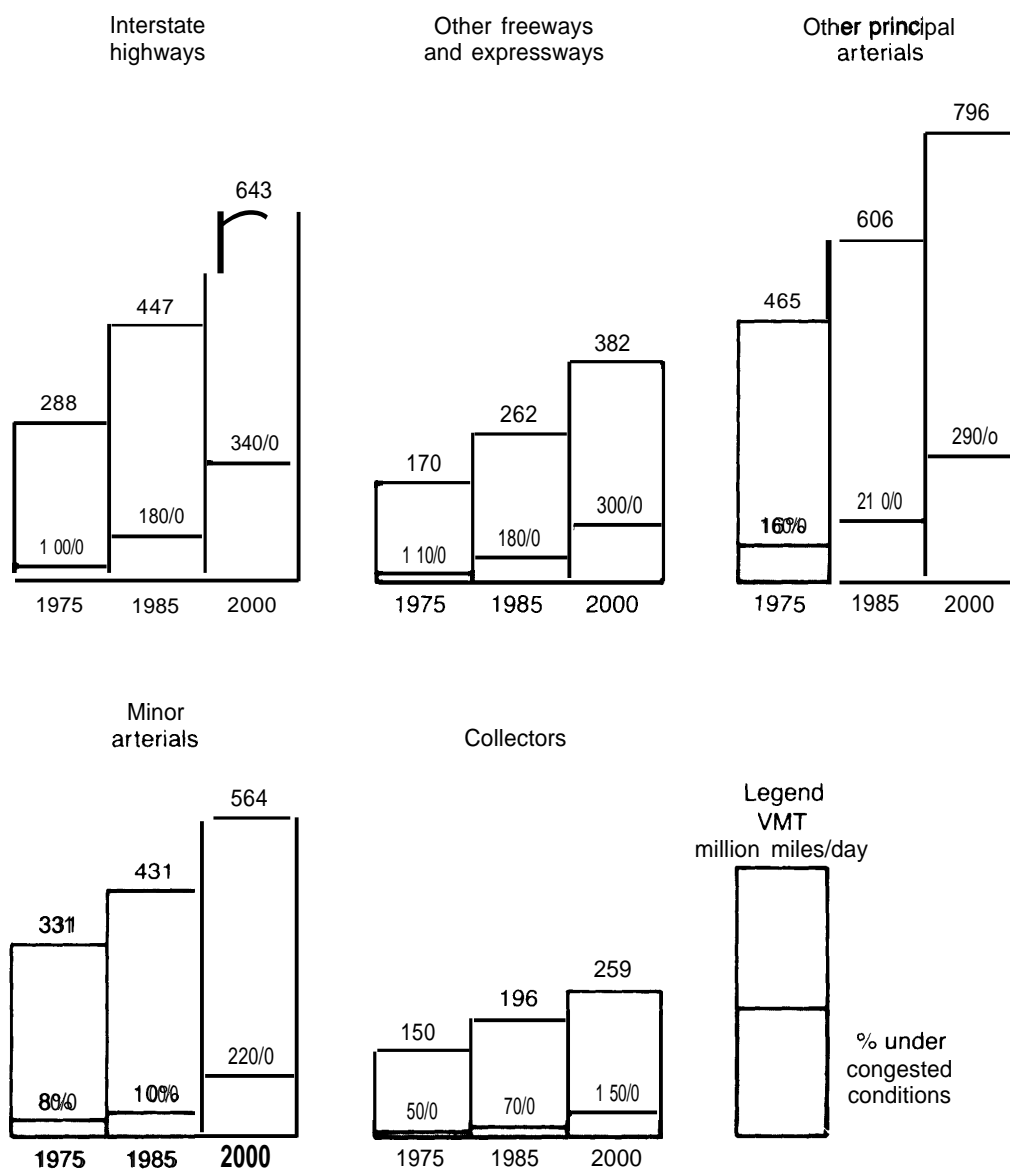 Interstate
highways
643
447
288
340/0
180/0
1 00/0
1975 1985 2000
Other freeways
and expressways
382
262
170
300/0
180/0
1 10/0
1975 1985 2000
Other principal
arterials
796
606
465
290/o
21 0/0
16%
1975 1985 2000
Minor
arterials
564
431
331
220/0
10%
8%
1975 1985 2000
Collectors
259
196
150
1 50/0
70/0
50/0
1975 1985 2000
Legend
VMT
million miles/day
% under
congested
conditions